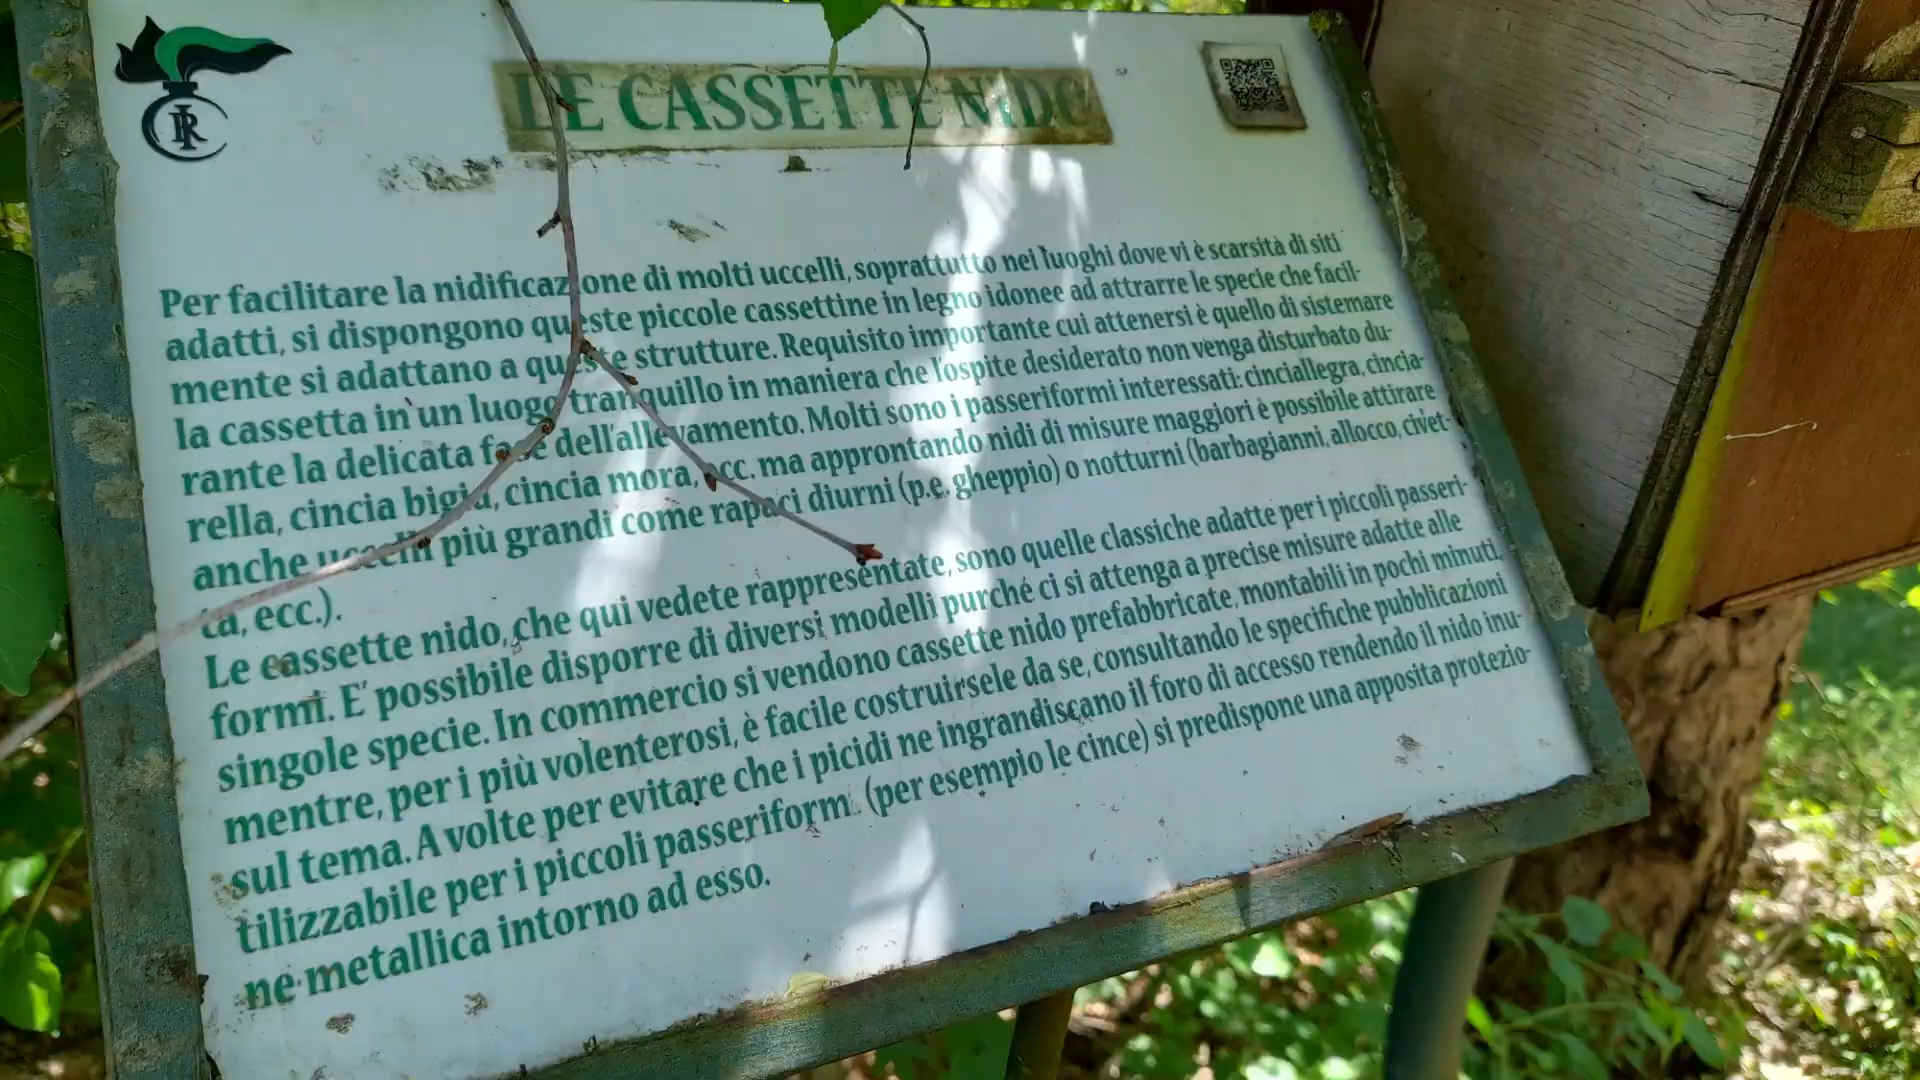 LE CASSETTE NIDO
RI
Per facilitare la nidificazione di molti uccelli, soprattutto nei luoghi dove vi è scarsità di siti
adatti, si dispongono queste piccole cassettine in legno idonee ad attrarre le specie che facil-
mente si adattano a queste strutture. Requisito importante cui attenersi è quello di sistemare
la cassetta in un luogo tranquillo in maniera che l'ospite desiderato non venga disturbato du-
rante la delicata fase dell'allevamento. Molti sono i passeriformi interessati: cinciallegra, cincia-
rella, cincia bigia, cincia mora, ecc. ma approntando nidi di misure maggiori è possibile attirare
anche uccelli più grandi come rapaci diurni (p.e. gheppio) o notturni (barbagianni, allocco, civet-
ta, ecc.).
Le cassette nido, che qui vedete rappresentate, sono quelle classiche adatte per i piccoli passeri-
formi. E' possibile disporre di diversi modelli purché ci si attenga a precise misure adatte alle
singole specie. In commercio si vendono cassette nido prefabbricate, montabili in pochi minuti,
mentre, per i più volenterosi, è facile costruirsele da se, consultando le specifiche pubblicazioni
sul tema. A volte per evitare che i picidi ne ingrandiscano il foro di accesso rendendo il nido inu-
tilizzabile per i piccoli passeriformi (per esempio le cince) si predispone una apposita protezio-
ne metallica intorno ad esso.